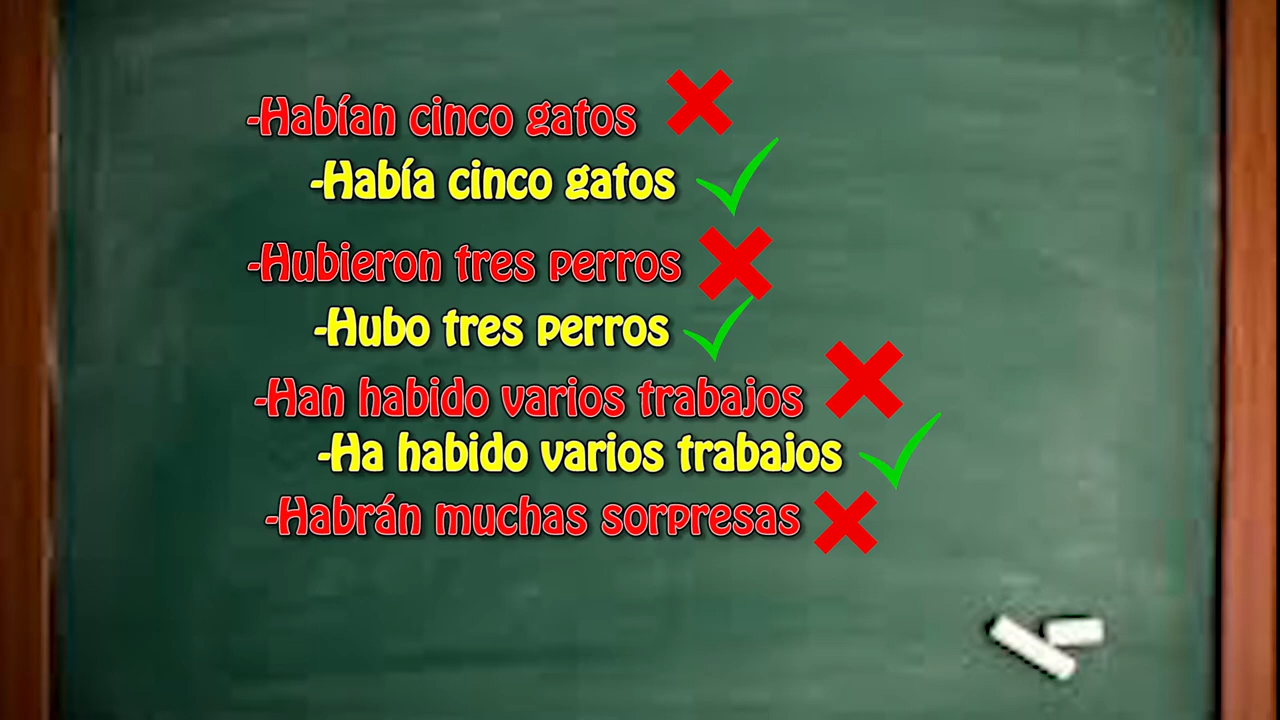 -Habían cinco gatos
-Había cinco gatos
-Hubieron tres perros
-Hubo tres perros
-Han habido varios trabajos
-Ha habido varios trabajos
-Habrán muchas sorpresas